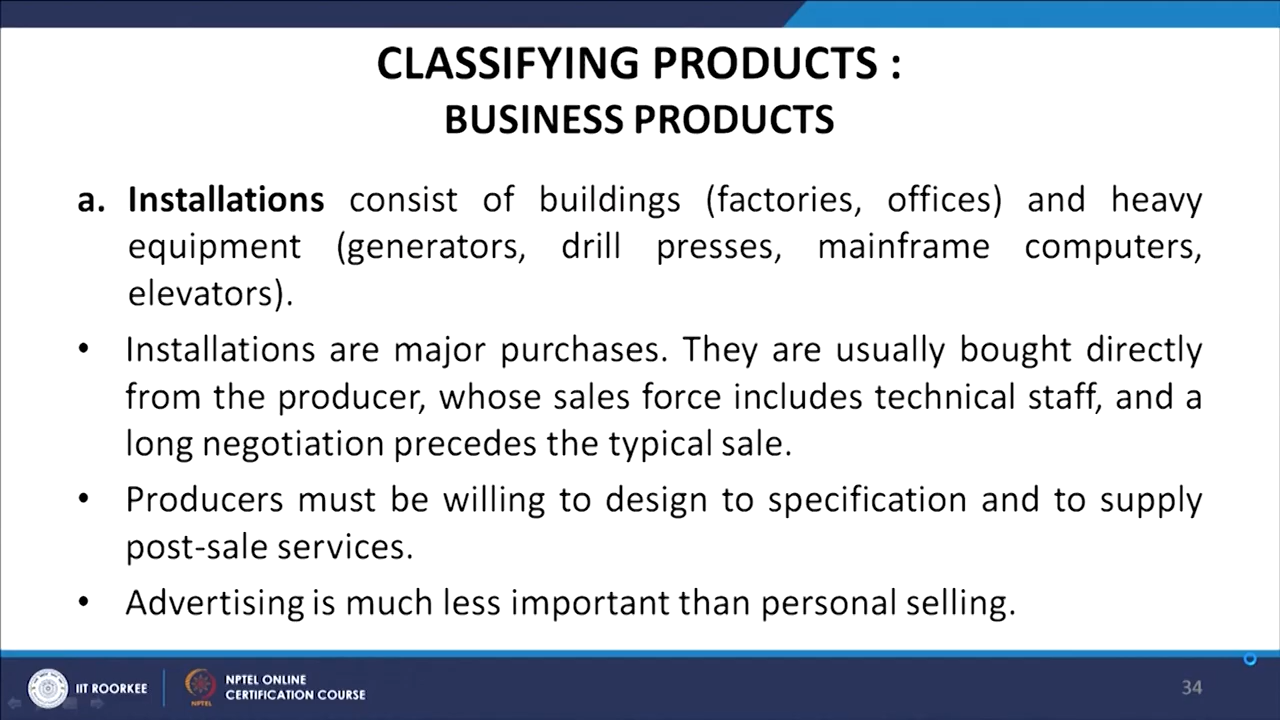 CLASSIFYING PRODUCTS :
BUSINESS PRODUCTS
a. Installations consist of buildings (factories, offices) and heavy
equipment (generators, drill presses, mainframe computers,
elevators).
• Installations are major purchases. They are usually bought directly
from the producer, whose sales force includes technical staff, and a
long negotiation precedes the typical sale.
• Producers must be willing to design to specification and to supply
post-sale services.
• Advertising is much less important than personal selling.
IIT ROORKEE
NPTEL
NPTEL ONLINE
CERTIFICATION COURSE
34